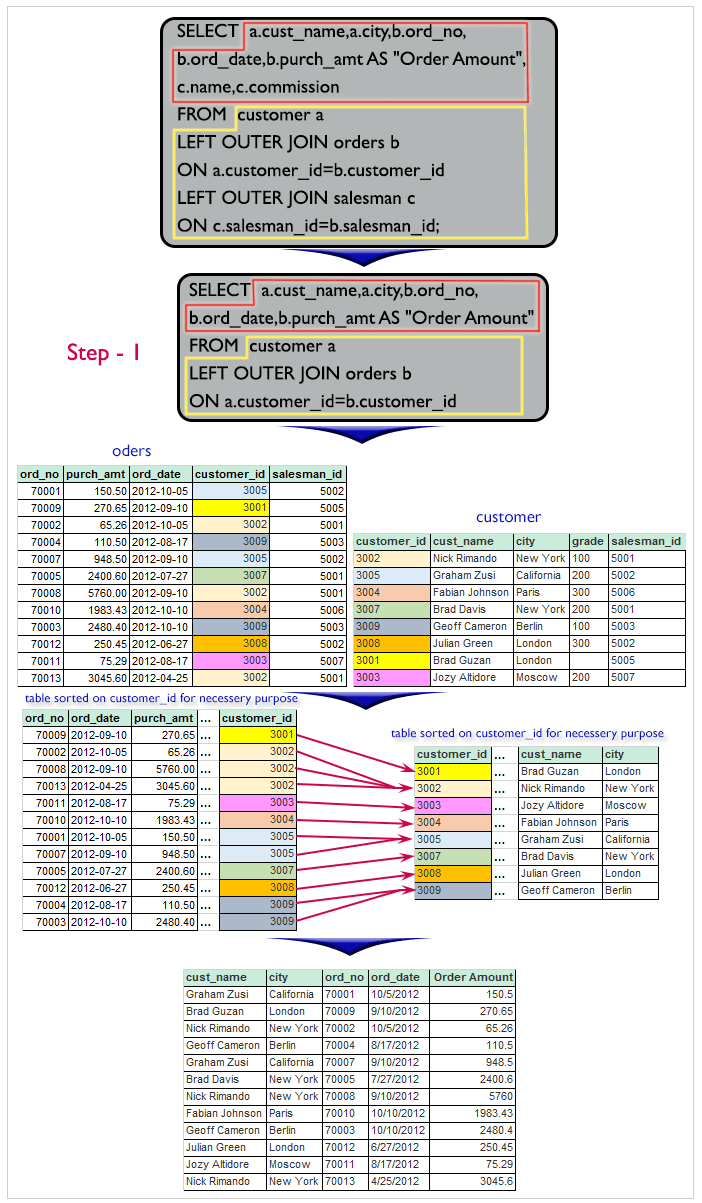 SELECT a.cust_name,a.city,b.ord_no,
b.ord_date,b.purch_amt AS "Order Amount",
c.name,c.commission
FROM customer a
LEFT OUTER JOIN orders b
ON a.customer_id=b.customer_id
LEFT OUTER JOIN salesman c
ON c.salesman_id=b.salesman_id;
SELECT a.cust_name,a.city,b.ord_no,
b.ord_date,b.purch_amt AS "Order Amount"
FROM customer a
LEFT OUTER JOIN orders b
ON a.customer_id=b.customer_id
Step - 1
oders
ord_no purch_amt ord_date customer_id salesman_id
70001 150.50 2012-10-05 3005 5002
70009 270.65 2012-09-10 3001 5005
70002 65.26 2012-10-05 3002 5001
70004 110.50 2012-08-17 3009 5003
70007 948.50 2012-09-10 3005 5002
70005 2400.60 2012-07-27 3007 5001
70008 5760.00 2012-09-10 3002 5001
70010 1983.43 2012-10-10 3004 5006
70003 2480.40 2012-10-10 3009 5003
70012 250.45 2012-06-27 3008 5002
70011 75.29 2012-08-17 3003 5007
70013 3045.60 2012-04-25 3002 5001
customer
customer_id cust_name city grade salesman_id
3002 Nick Rimando New York 100 5001
3005 Graham Zusi California 200 5002
3004 Fabian Johnson Paris 300 5006
3007 Brad Davis New York 200 5001
3009 Geoff Cameron Berlin 100 5003
3008 Julian Green London 300 5002
3001 Brad Guzan London 5005
3003 Jozy Altidore Moscow 200 5007
table sorted on customer_id for necessery purpose
ord_no ord_date purch_amt ... customer_id
70009 2012-09-10 270.65 ... 3001
70002 2012-10-05 65.26 ... 3002
70008 2012-09-10 5760.00 ... 3002
70013 2012-04-25 3045.60 ... 3002
70011 2012-08-17 75.29 ... 3003
70010 2012-10-10 1983.43 ... 3004
70001 2012-10-05 150.50 ... 3005
70007 2012-09-10 948.50 ... 3005
70005 2012-07-27 2400.60 ... 3007
70012 2012-06-27 250.45 ... 3008
70004 2012-08-17 110.50 ... 3009
70003 2012-10-10 2480.40 ... 3009
table sorted on customer_id for necessery purpose
customer_id ... cust_name city
3001 ... Brad Guzan London
3002 ... Nick Rimando New York
3003 ... Jozy Altidore Moscow
3004 ... Fabian Johnson Paris
3005 ... Graham Zusi California
3007 ... Brad Davis New York
3008 ... Julian Green London
3009 ... Geoff Cameron Berlin
cust_name city ord_no ord_date Order Amount
Graham Zusi California 70001 10/5/2012 150.5
Brad Guzan London 70009 9/10/2012 270.65
Nick Rimando New York 70002 10/5/2012 65.26
Geoff Cameron Berlin 70004 8/17/2012 110.5
Graham Zusi California 70007 9/10/2012 948.5
Brad Davis New York 70005 7/27/2012 2400.6
Nick Rimando New York 70008 9/10/2012 5760
Fabian Johnson Paris 70010 10/10/2012 1983.43
Geoff Cameron Berlin 70003 10/10/2012 2480.4
Julian Green London 70012 6/27/2012 250.45
Jozy Altidore Moscow 70011 8/17/2012 75.29
Nick Rimando New York 70013 4/25/2012 3045.6